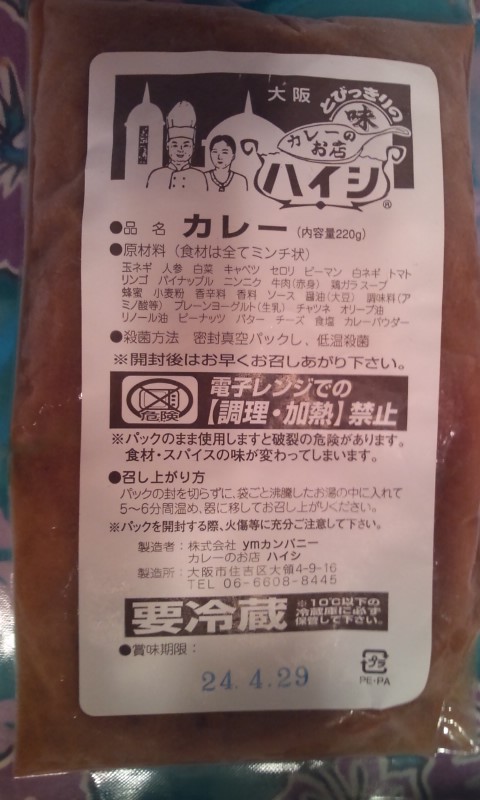 大阪
とびっきりの
味
カレーの
お店
ハイシ®
●品 名 カレー (内容量220g)
●原材料 (食材は全てミンチ状)
玉ネギ 人参 白菜 キャベツ セロリ ピーマン 白ネギ トマト
リンゴ パイナップル ニンニク 牛肉(赤身) 鶏ガラスープ
蜂蜜 小麦粉 香辛料 香料 ソース 醤油(大豆) 調味料(ア
ミノ酸等) プレーンヨーグルト(生乳) チャツネ オリーブ油
リノール油 ピーナッツ バター チーズ 食塩 カレーパウダー
●殺菌方法 密封真空パックし、低温殺菌
※開封後はお早くお召しあがり下さい。
危険
電子レンジでの
【調理・加熱】禁止
※パックのまま使用しますと破裂の危険があります。
食材・スパイスの味が変わってしまいます。
●召し上がり方
パックの封を切らずに、袋ごと沸騰したお湯の中に入れて
5〜6分間温め、器に移してお召し上がりください。
※パックを開封する際、火傷等に充分ご注意して下さい。
製造者：株式会社 ymカンパニー
カレーのお店 ハイシ
製造所：大阪市住吉区大領4-9-16
TEL 06-6608-8445
要冷蔵
※10℃以下の
冷蔵庫に必ず
保管して下さい。
●賞味期限：
24.4.29
プラ
PE-PA